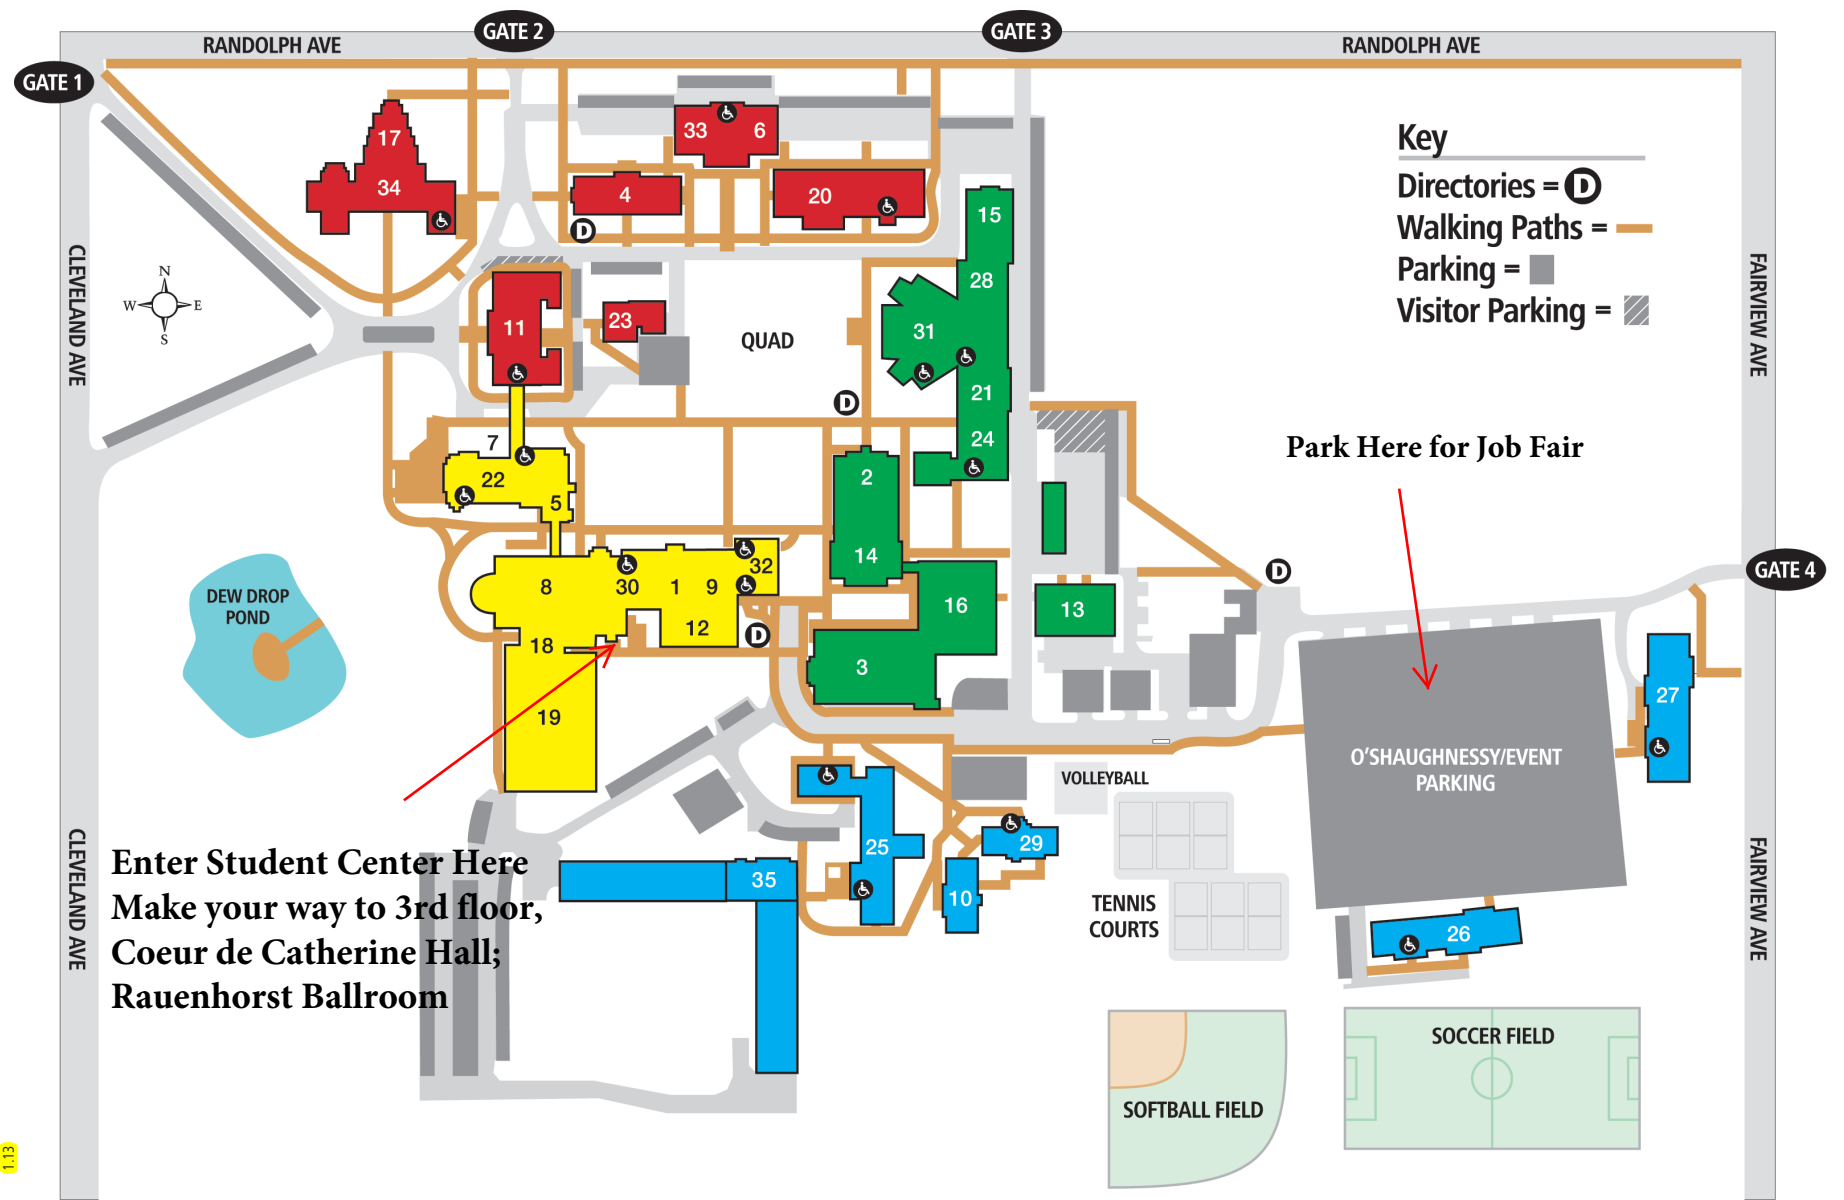 GATE 2
GATE 3
RANDOLPH AVE
RANDOLPH AVE
GATE 1
17
34
33
6
4
20
D
15
28
31
21
24
Key
Directories = D
Walking Paths =
Parking =
Visitor Parking =
CLEVELAND AVE
FAIRVIEW AVE
N
W
E
S
11
23
QUAD
D
7
22
5
2
14
Park Here for Job Fair
D
GATE 4
DEW DROP
POND
8
30
1
9
32
12
D
18
19
16
3
13
27
O'SHAUGHNESSY/EVENT
PARKING
VOLLEYBALL
25
29
10
35
TENNIS
COURTS
26
CLEVELAND AVE
FAIRVIEW AVE
Enter Student Center Here
Make your way to 3rd floor,
Coeur de Catherine Hall;
Rauenhorst Ballroom
SOFTBALL FIELD
SOCCER FIELD
1.13